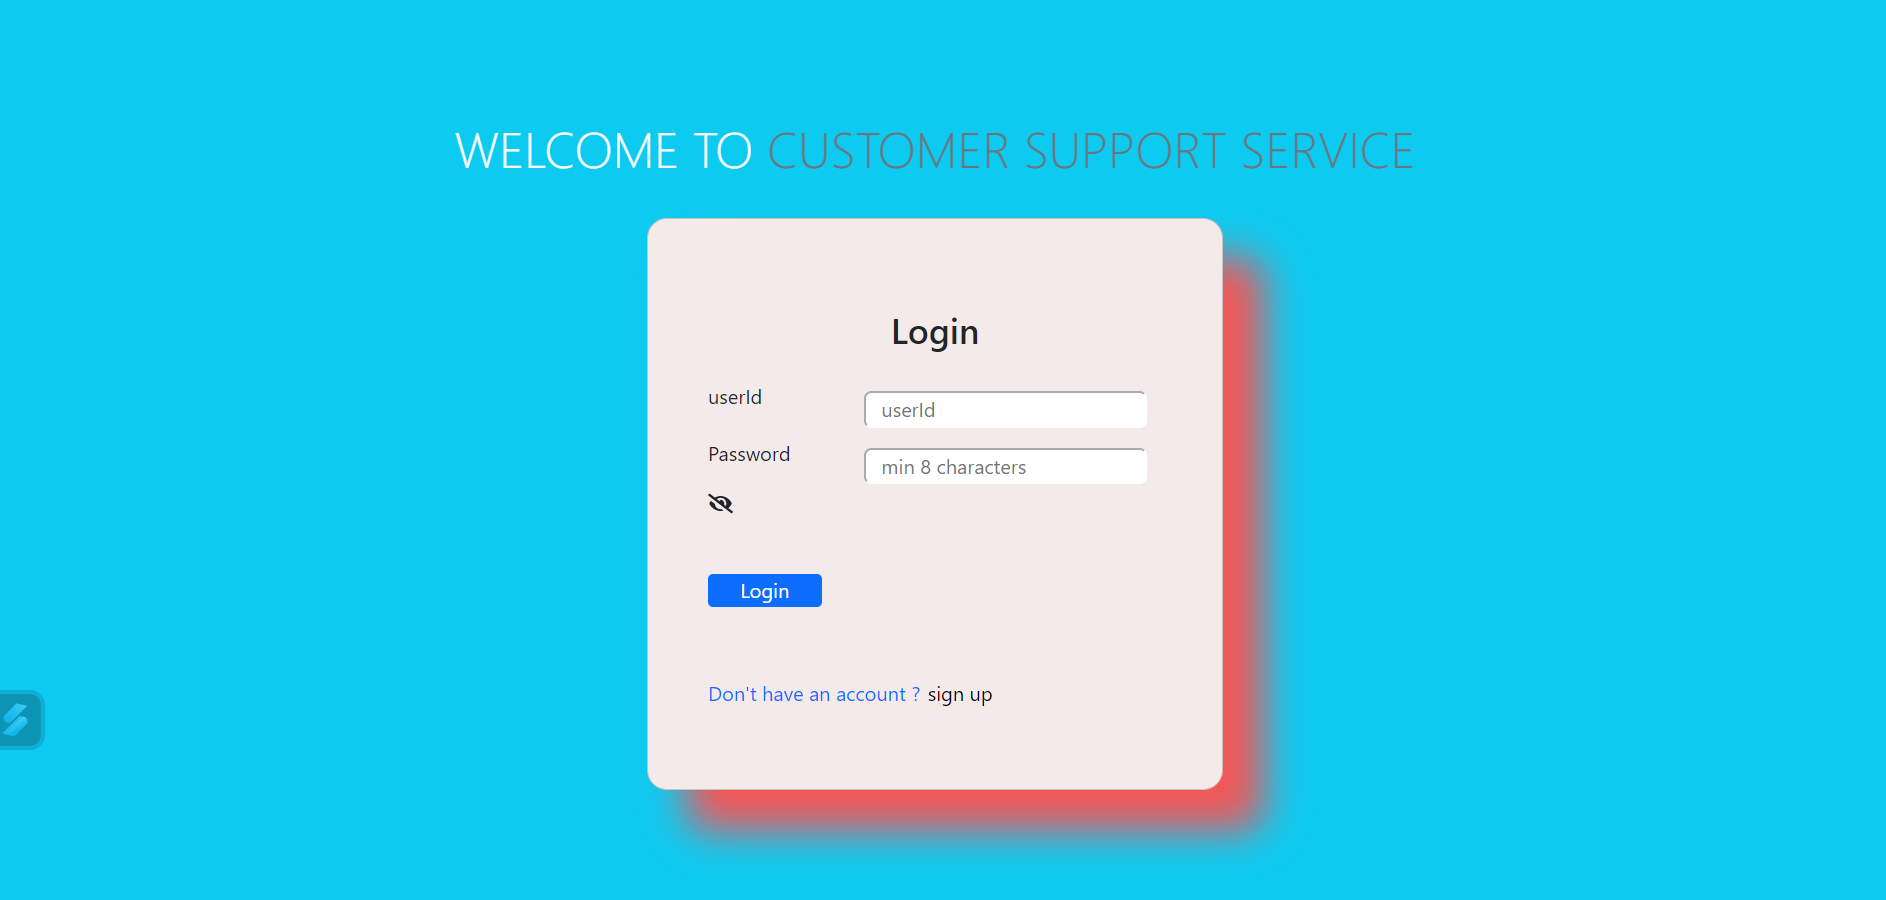 WELCOME TO CUSTOMER SUPPORT SERVICE
Login
userId
userId
Password
min 8 characters
Login
Don't have an account ? sign up